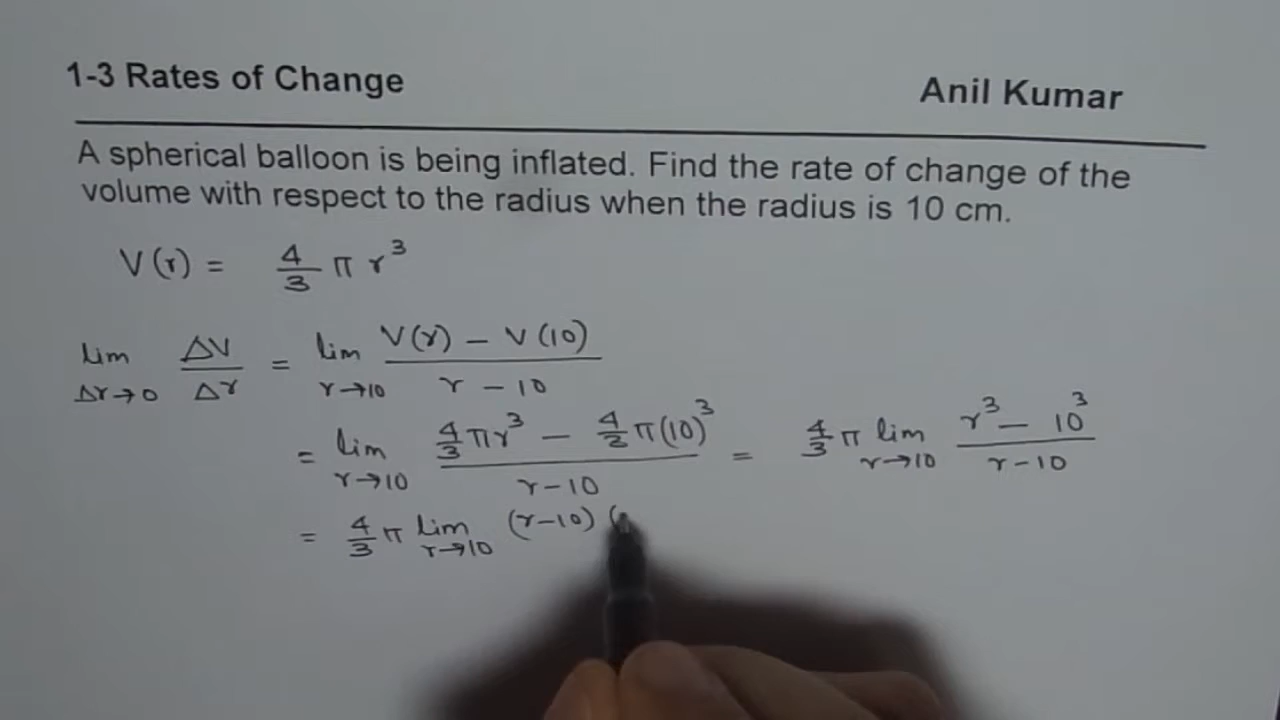 1-3 Rates of Change Anil Kumar
A spherical balloon is being inflated. Find the rate of change of the
volume with respect to the radius when the radius is 10 cm.
V(r) = 4/3 π r³
lim Δr→0 ΔV/Δr = lim r→10 (V(r) − V(10))/(r − 10)
= lim r→10 (4/3 πr³ − 4/3 π(10)³)/(r−10) = 4/3 π lim r→10 (r³ − 10³)/(r−10)
= 4/3 π lim r→10 (r−10) (